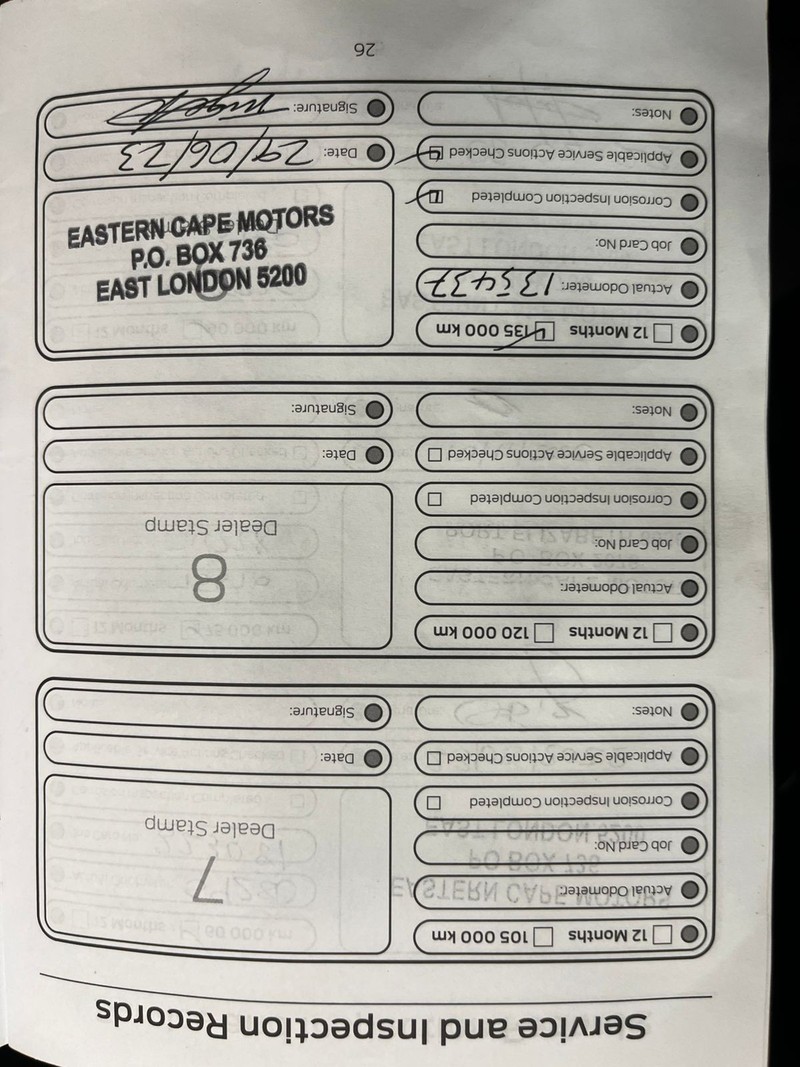 Service and Inspection Records
12 Months 105 000 km
Actual Odometer:
Job Card No:
Corrosion Inspection Completed
Applicable Service Actions Checked
Notes:
7
Dealer Stamp
Date:
Signature:
12 Months 120 000 km
Actual Odometer:
Job Card No:
Corrosion Inspection Completed
Applicable Service Actions Checked
Notes:
8
Dealer Stamp
Date:
Signature:
12 Months 135 000 km
Actual Odometer: 135437
Job Card No:
Corrosion Inspection Completed
Applicable Service Actions Checked
Notes:
EASTERN CAPE MOTORS
P.O. BOX 736
EAST LONDON 5200
Date: 29/06/23
Signature:
26